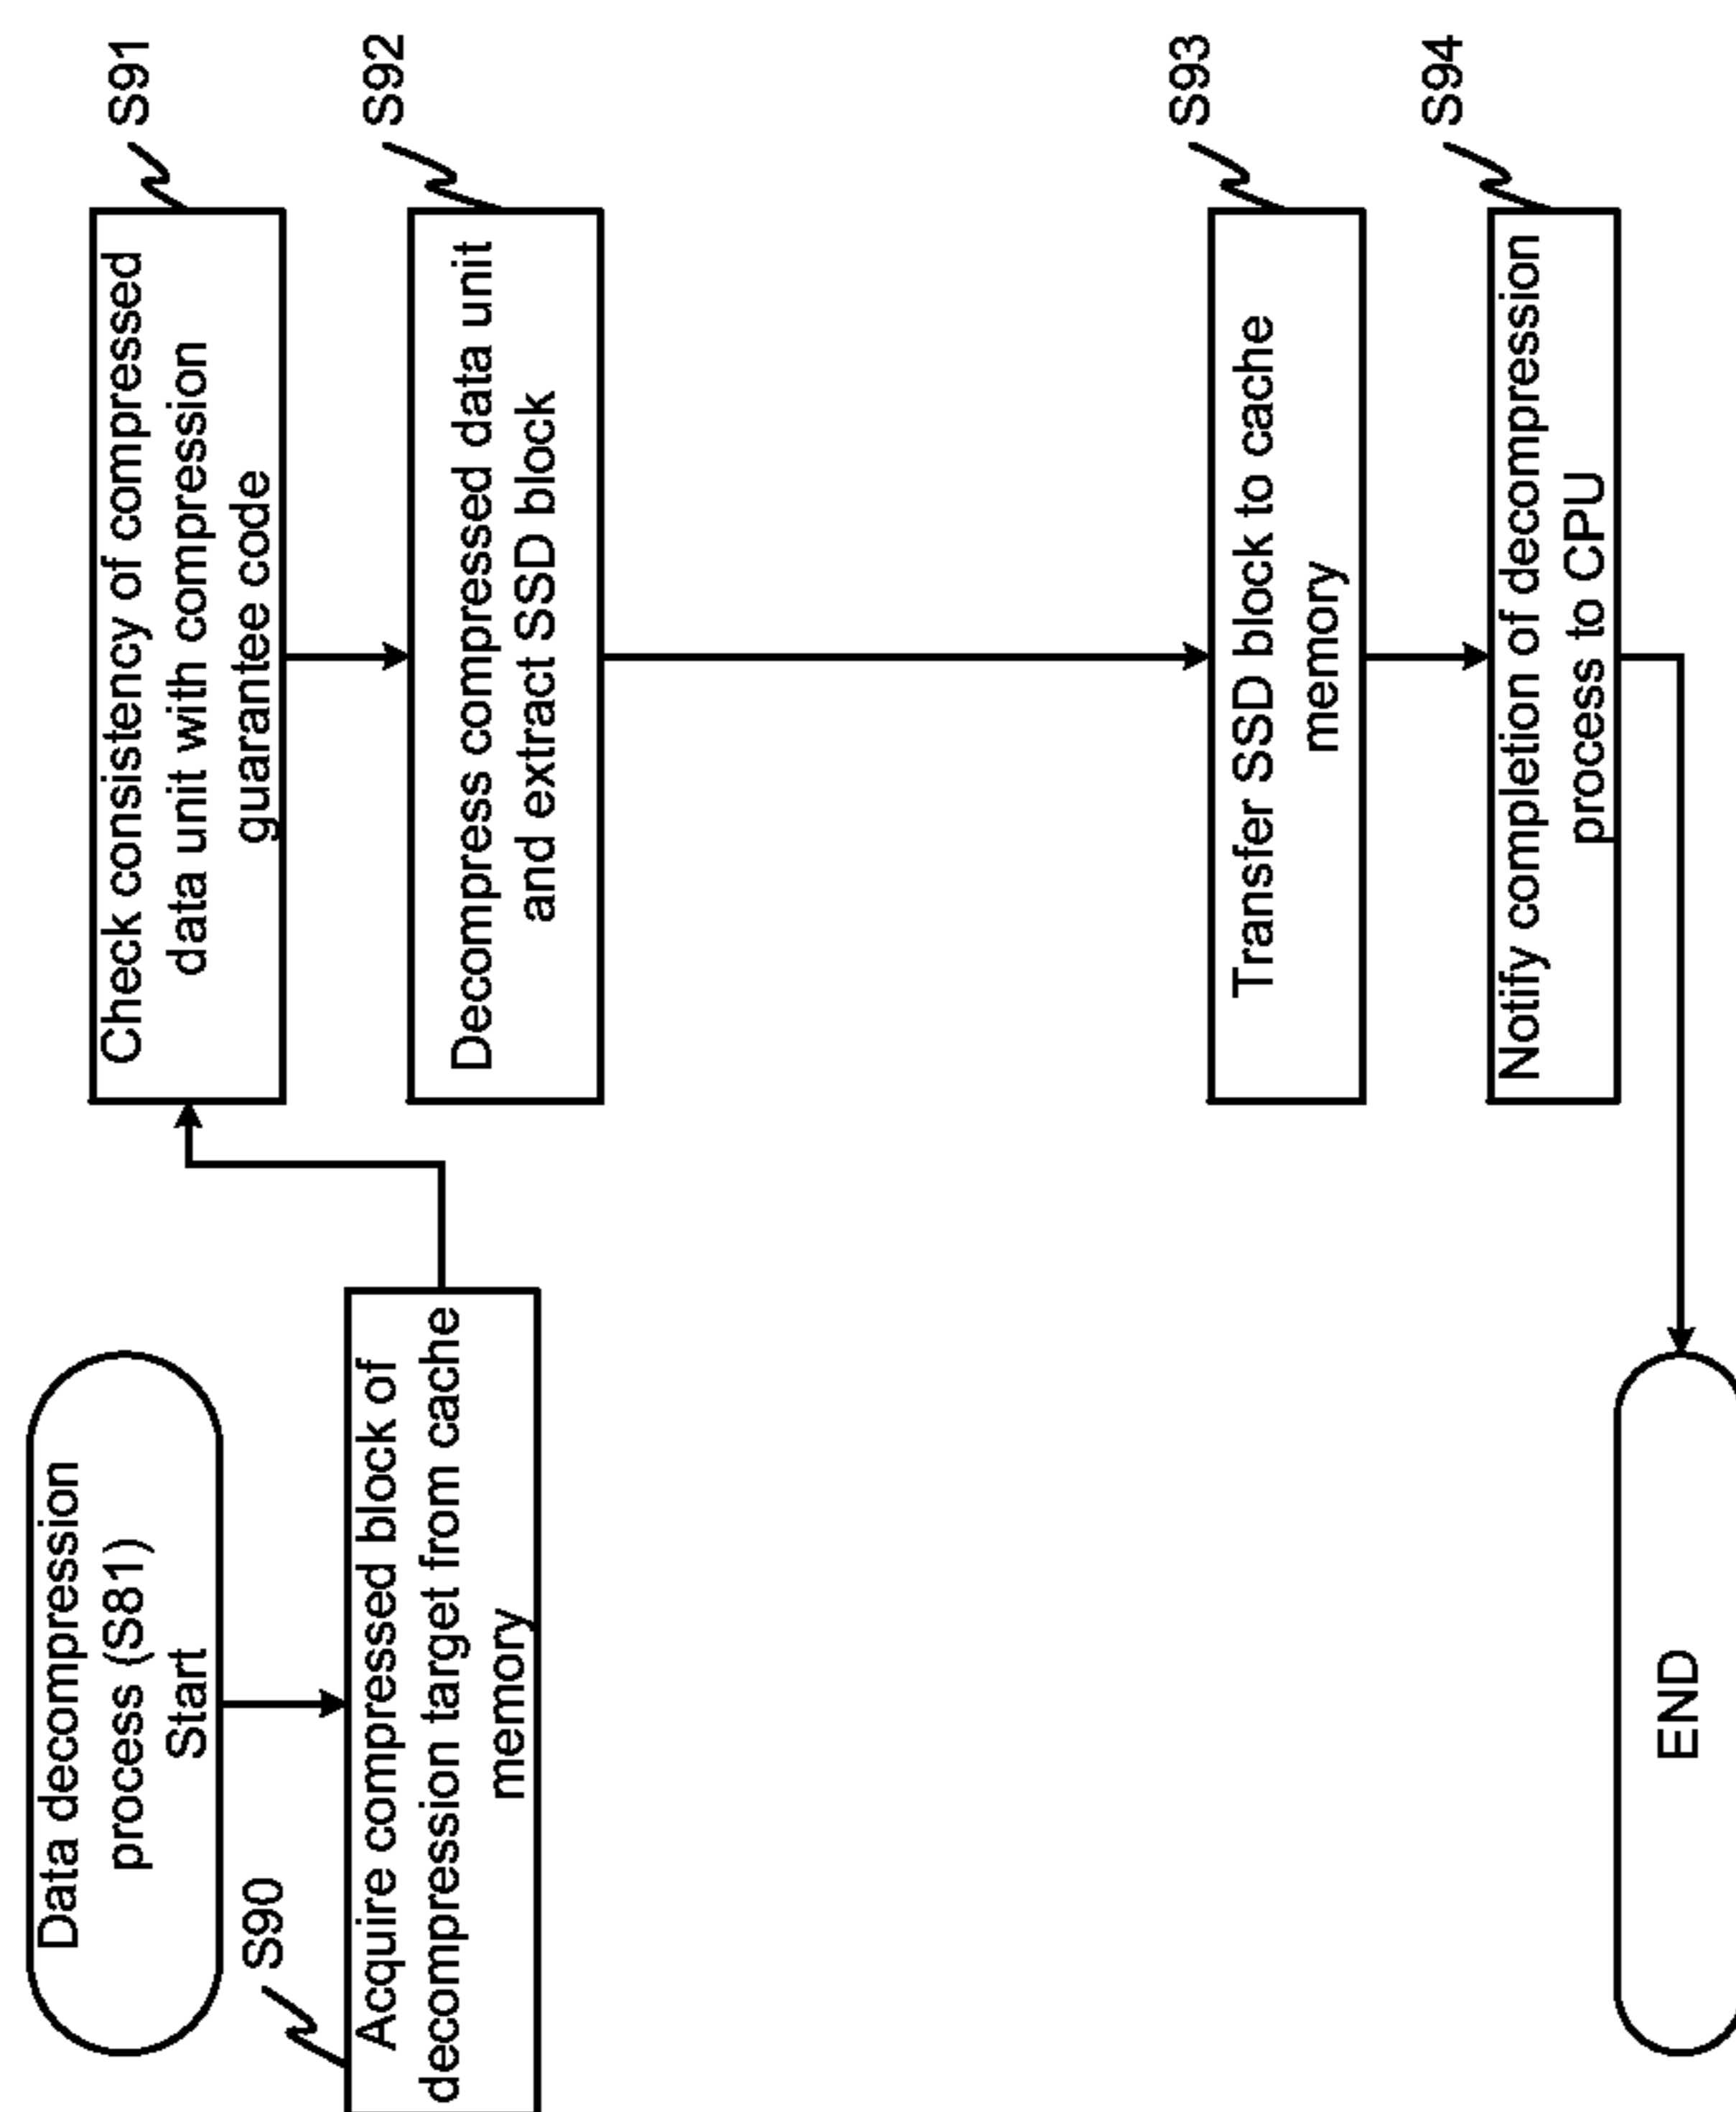 Data decompression
process (S81)
Start
S90
Acquire compressed block of
decompression target from cache
memory
S91
Check consistency of compressed
data unit with compression
guarantee code
S92
Decompress compressed data unit
and extract SSD block
S93
Transfer SSD block to cache
memory
S94
Notify completion of decompression
process to CPU
END